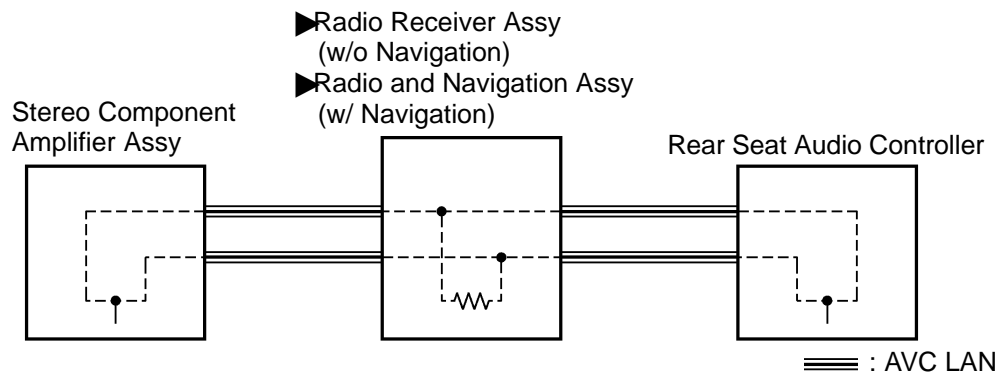 ▶Radio Receiver Assy
(w/o Navigation)
▶Radio and Navigation Assy
(w/ Navigation)
Stereo Component
Amplifier Assy
Rear Seat Audio Controller
: AVC LAN